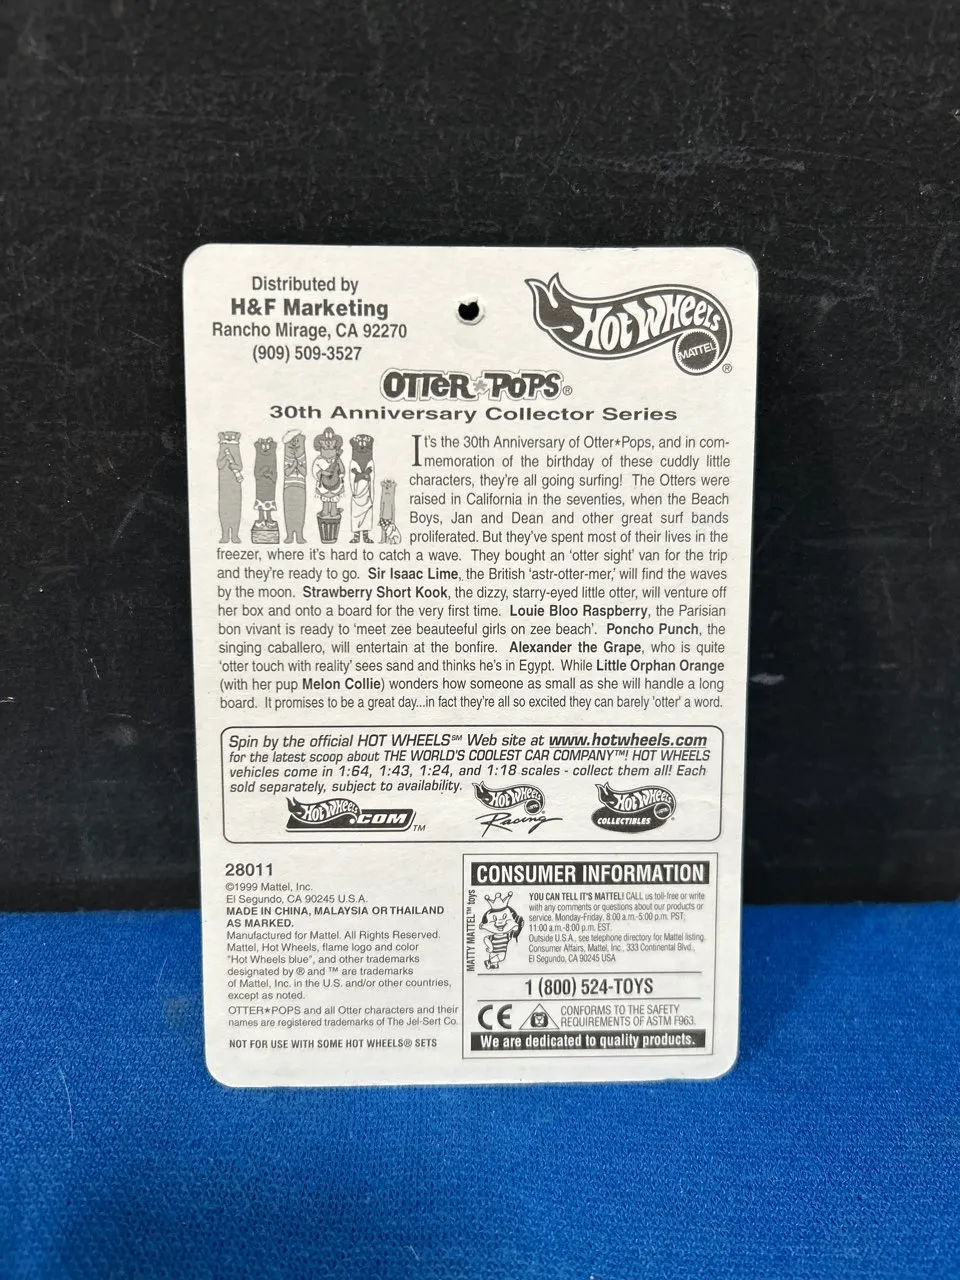 Distributed by
H&F Marketing
Rancho Mirage, CA 92270
(909) 509-3527
HOT WHEELS
MATTEL
®
OTTER★POPS®
30th Anniversary Collector Series
It's the 30th Anniversary of Otter★Pops, and in com-
memoration of the birthday of these cuddly little
characters, they're all going surfing! The Otters were
raised in California in the seventies, when the Beach
Boys, Jan and Dean and other great surf bands
proliferated. But they've spent most of their lives in the
freezer, where it's hard to catch a wave. They bought an 'otter sight' van for the trip
and they're ready to go. Sir Isaac Lime, the British 'astr-otter-mer,' will find the waves
by the moon. Strawberry Short Kook, the dizzy, starry-eyed little otter, will venture off
her box and onto a board for the very first time. Louie Bloo Raspberry, the Parisian
bon vivant is ready to 'meet zee beauteeful girls on zee beach'. Poncho Punch, the
singing caballero, will entertain at the bonfire. Alexander the Grape, who is quite
'otter touch with reality' sees sand and thinks he's in Egypt. While Little Orphan Orange
(with her pup Melon Collie) wonders how someone as small as she will handle a long
board. It promises to be a great day...in fact they're all so excited they can barely 'otter' a word.
Spin by the official HOT WHEELS℠ Web site at www.hotwheels.com
for the latest scoop about THE WORLD'S COOLEST CAR COMPANY™! HOT WHEELS
vehicles come in 1:64, 1:43, 1:24, and 1:18 scales - collect them all! Each
sold separately, subject to availability.
HOT WHEELS .COM™
HOT WHEELS Racing
HOT WHEELS COLLECTIBLES
28011
©1999 Mattel, Inc.
El Segundo, CA 90245 U.S.A.
MADE IN CHINA, MALAYSIA OR THAILAND
AS MARKED.
Manufactured for Mattel. All Rights Reserved.
Mattel, Hot Wheels, flame logo and color
"Hot Wheels blue", and other trademarks
designated by ® and ™ are trademarks
of Mattel, Inc. in the U.S. and/or other countries,
except as noted.
OTTER★POPS and all Otter characters and their
names are registered trademarks of The Jel-Sert Co.
NOT FOR USE WITH SOME HOT WHEELS® SETS
CONSUMER INFORMATION
MATTY MATTEL™ toys
YOU CAN TELL IT'S MATTEL! CALL us toll-free or write
with any comments or questions about our products or
service. Monday-Friday, 8:00 a.m.-5:00 p.m. PST;
11:00 a.m.-8:00 p.m. EST.
Outside U.S.A., see telephone directory for Mattel listing.
Consumer Affairs, Mattel, Inc., 333 Continental Blvd.,
El Segundo, CA 90245 USA
1 (800) 524-TOYS
CE
CONFORMS TO THE SAFETY
REQUIREMENTS OF ASTM F963.
We are dedicated to quality products.